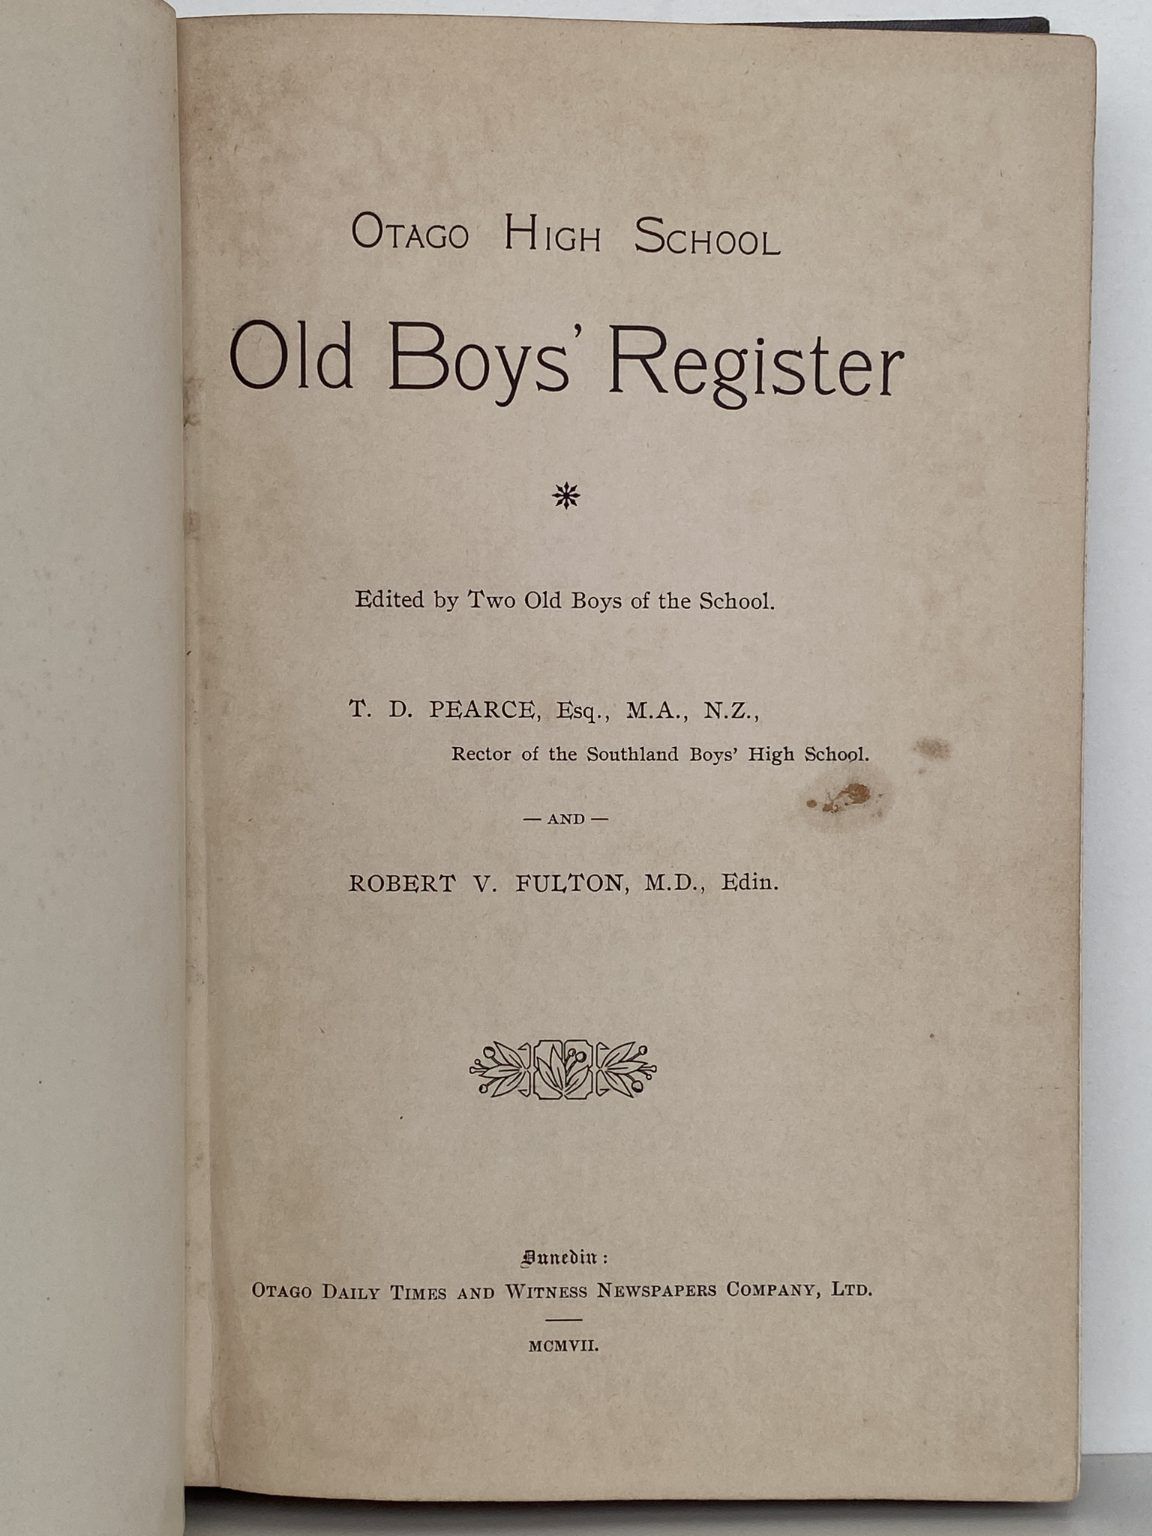 OTAGO HIGH SCHOOL
Old Boys' Register
Edited by Two Old Boys of the School.
T. D. PEARCE, Esq., M.A., N.Z.,
Rector of the Southland Boys' High School.
— AND —
ROBERT V. FULTON, M.D., Edin.
Dunedin:
OTAGO DAILY TIMES AND WITNESS NEWSPAPERS COMPANY, LTD.
MCMVII.